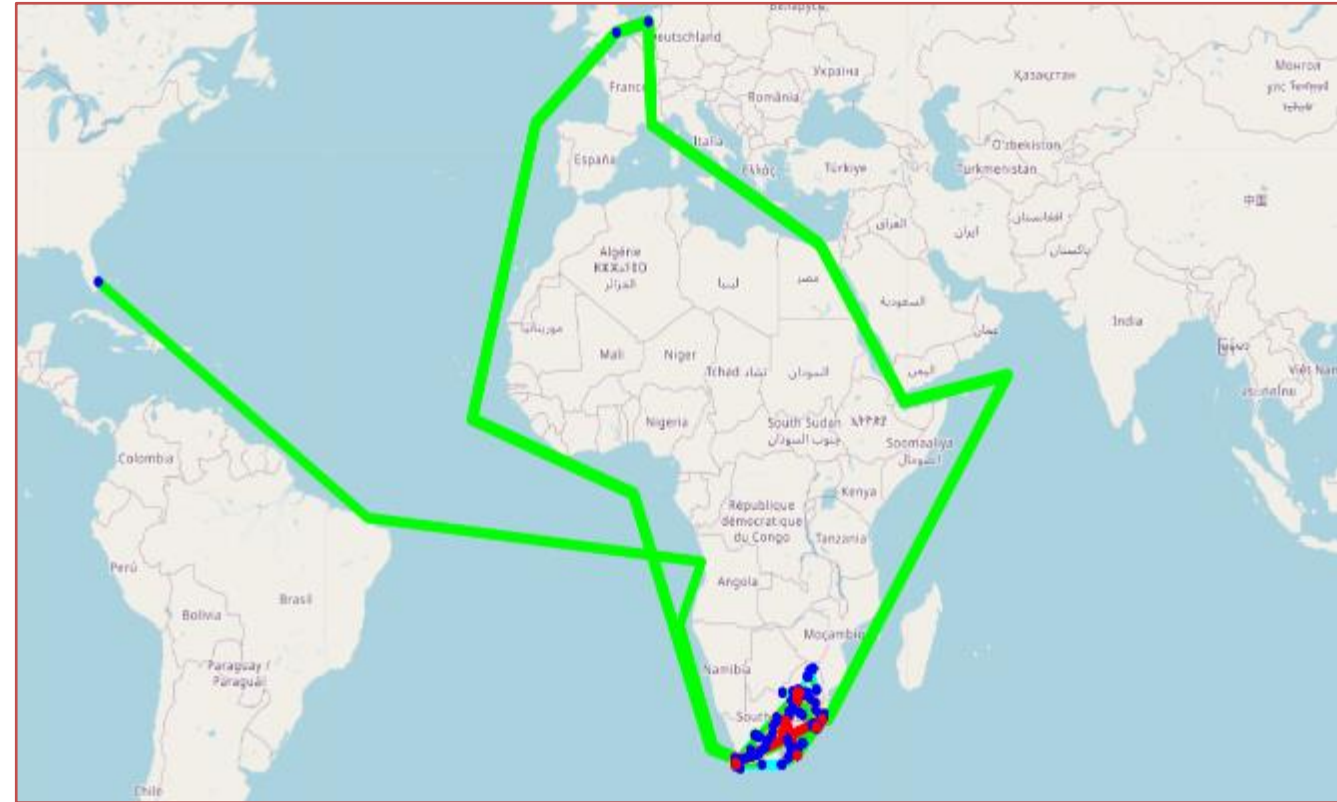 Беларусь
Deutschland
Україна
Қазақстан
Монгол
France
România
Italia
O'zbekiston
España
Ελλάς
Türkiye
Turkmenistan
中国
افغانستان
العراق
ایران
پاکستان
Algérie
الجزائر
ليبيا
مصر
السعودية
India
عمان
موريتانيا
Mali
Niger
Tchad تشاد
السودان
اليمن
Việt Nam
Nigeria
South Sudan
جنوب السودان
Soomaaliya
الصومال
Colombia
Kenya
République
démocratique
du Congo
Tanzania
Perú
Angola
Brasil
Bolivia
Moçambiqu
Paraguay /
Paraguái
Namibia
South
Chile